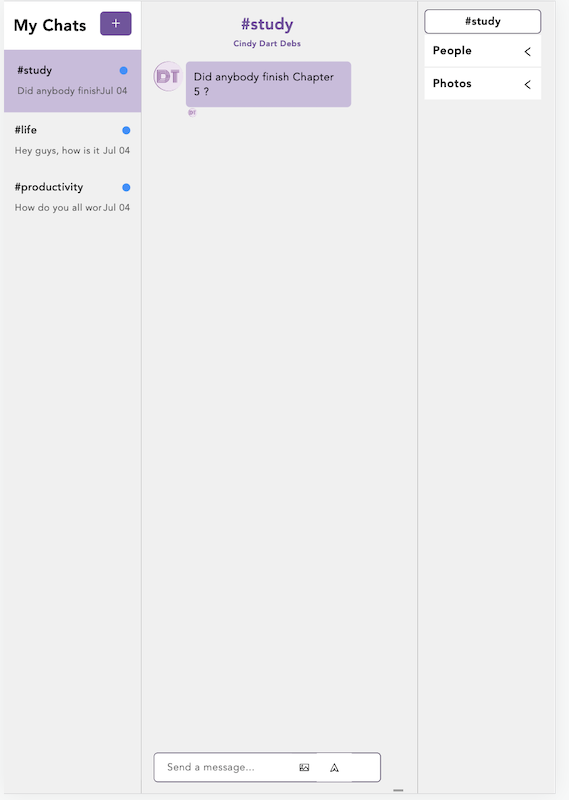 My Chats
+
#study
Did anybody finishJul 04
#life
Hey guys, how is it Jul 04
#productivity
How do you all wor Jul 04
#study
Cindy Dart Debs
DT
Did anybody finish Chapter
5 ?
DT
Send a message...
#study
People
Photos